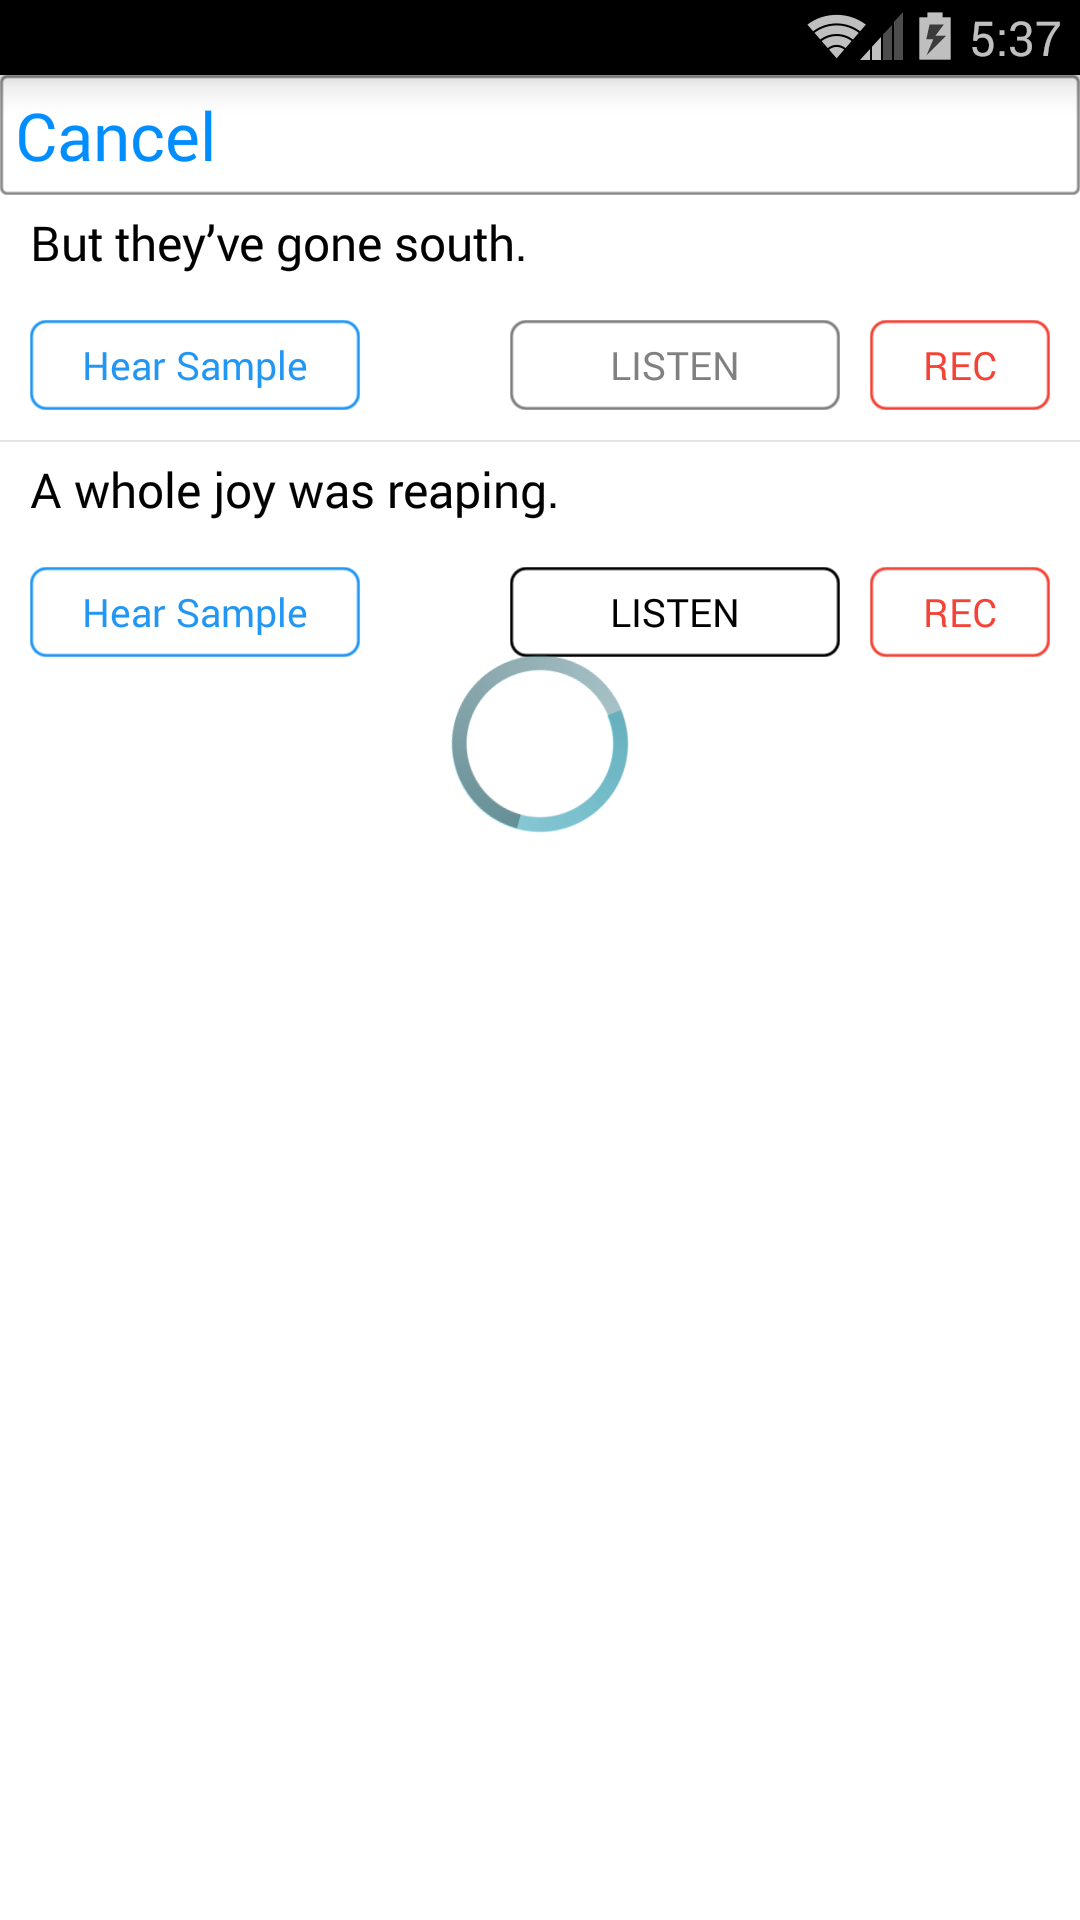 5:37
Cancel
But they’ve gone south.
Hear Sample LISTEN REC
A whole joy was reaping.
Hear Sample LISTEN REC